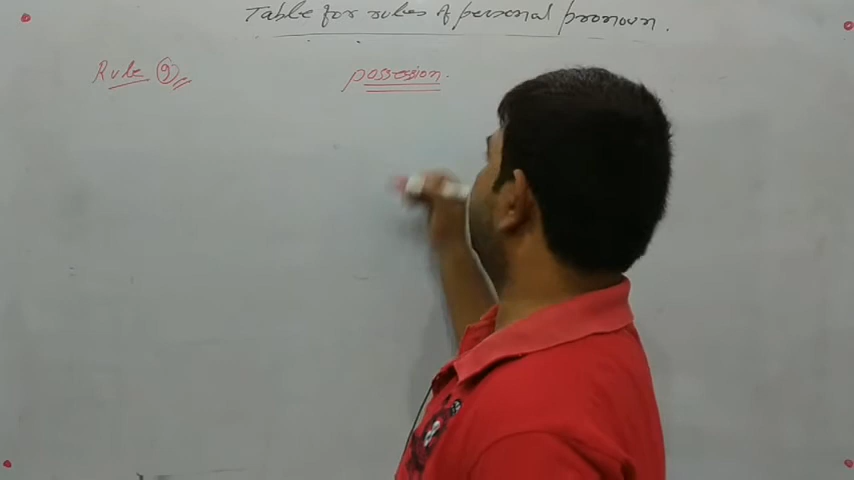 Table for rules of personal pronoun.
Rule 9 possession.